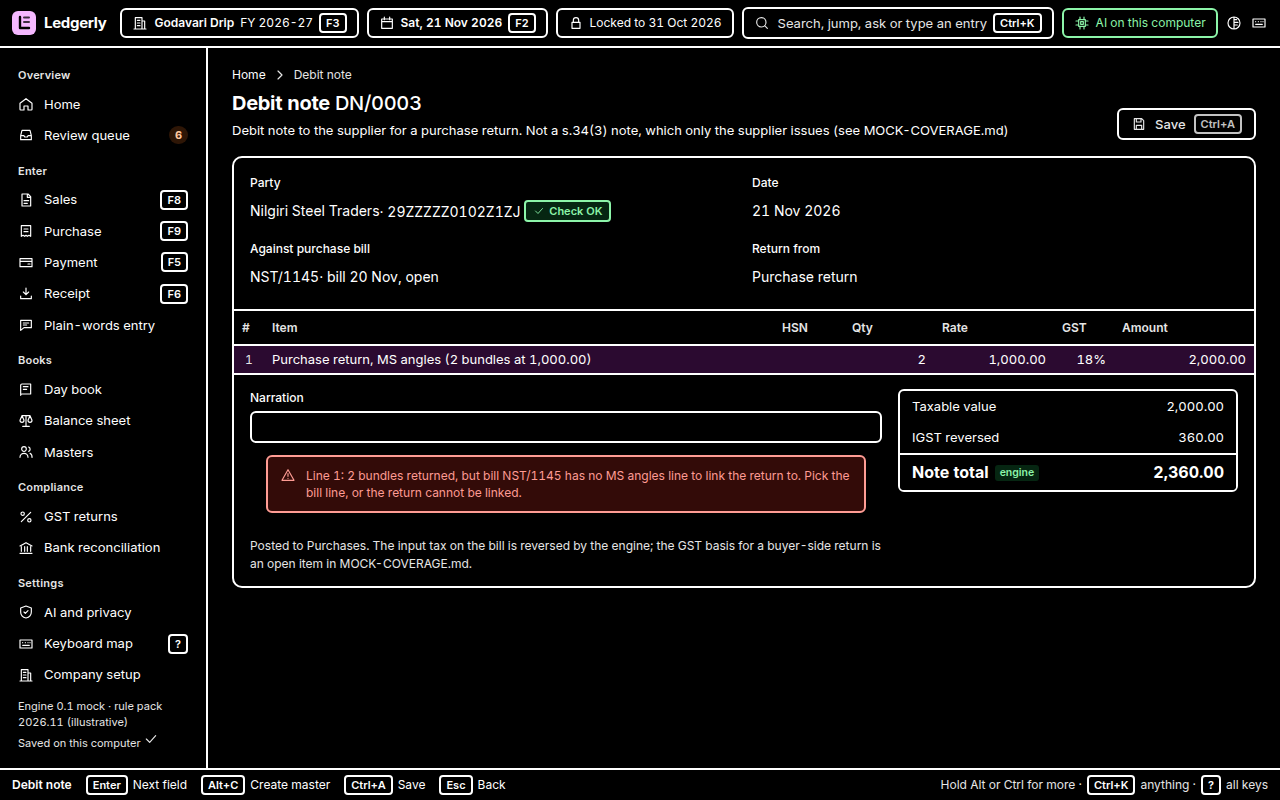 Ledgerly
Godavari Drip FY 2026-27 F3
Sat, 21 Nov 2026 F2
Locked to 31 Oct 2026
Search, jump, ask or type an entry Ctrl+K
AI on this computer
Overview
Home
Review queue 6
Enter
Sales F8
Purchase F9
Payment F5
Receipt F6
Plain-words entry
Books
Day book
Balance sheet
Masters
Compliance
GST returns
Bank reconciliation
Settings
AI and privacy
Keyboard map ?
Company setup
Engine 0.1 mock · rule pack
2026.11 (illustrative)
Saved on this computer
Home > Debit note
Debit note DN/0003
Debit note to the supplier for a purchase return. Not a s.34(3) note, which only the supplier issues (see MOCK-COVERAGE.md)
Save Ctrl+A
Party
Nilgiri Steel Traders· 29ZZZZZ0102Z1ZJ Check OK
Date
21 Nov 2026
Against purchase bill
NST/1145· bill 20 Nov, open
Return from
Purchase return
# Item HSN Qty Rate GST Amount
1 Purchase return, MS angles (2 bundles at 1,000.00) 2 1,000.00 18% 2,000.00
Narration
Line 1: 2 bundles returned, but bill NST/1145 has no MS angles line to link the return to. Pick the
bill line, or the return cannot be linked.
Posted to Purchases. The input tax on the bill is reversed by the engine; the GST basis for a buyer-side return is
an open item in MOCK-COVERAGE.md.
Taxable value 2,000.00
IGST reversed 360.00
Note total engine 2,360.00
Debit note Enter Next field Alt+C Create master Ctrl+A Save Esc Back
Hold Alt or Ctrl for more · Ctrl+K anything · ? all keys